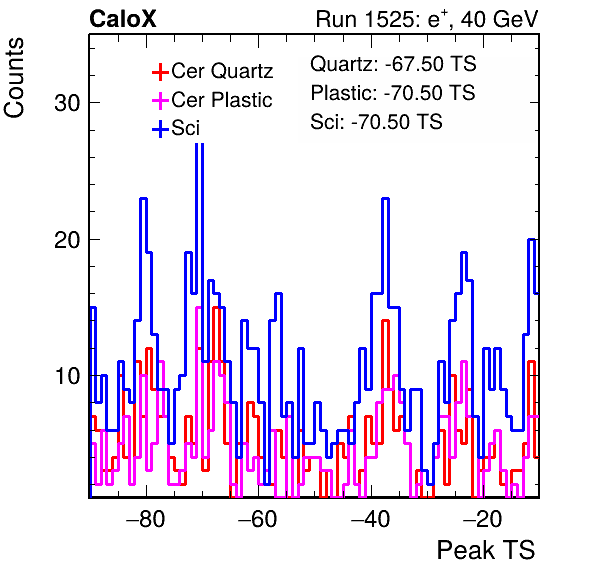 CaloX
Run 1525: e+, 40 GeV
Counts
Cer Quartz
Cer Plastic
Sci
Quartz: -67.50 TS
Plastic: -70.50 TS
Sci: -70.50 TS
30
20
10
−80
−60
−40
−20
Peak TS